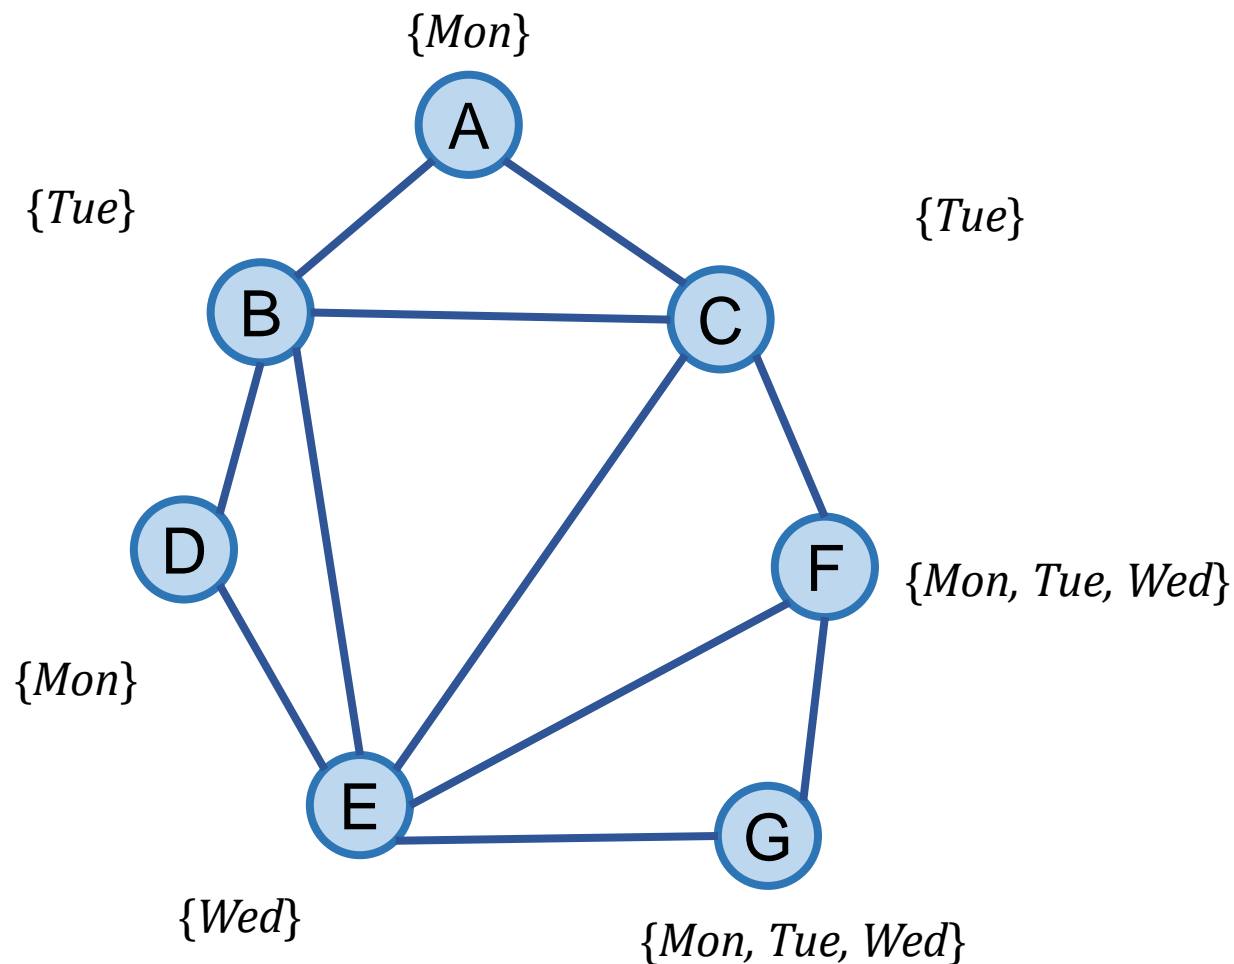 {Mon}
A
{Tue}
{Tue}
B
C
D
F
{Mon, Tue, Wed}
{Mon}
E
G
{Wed}
{Mon, Tue, Wed}